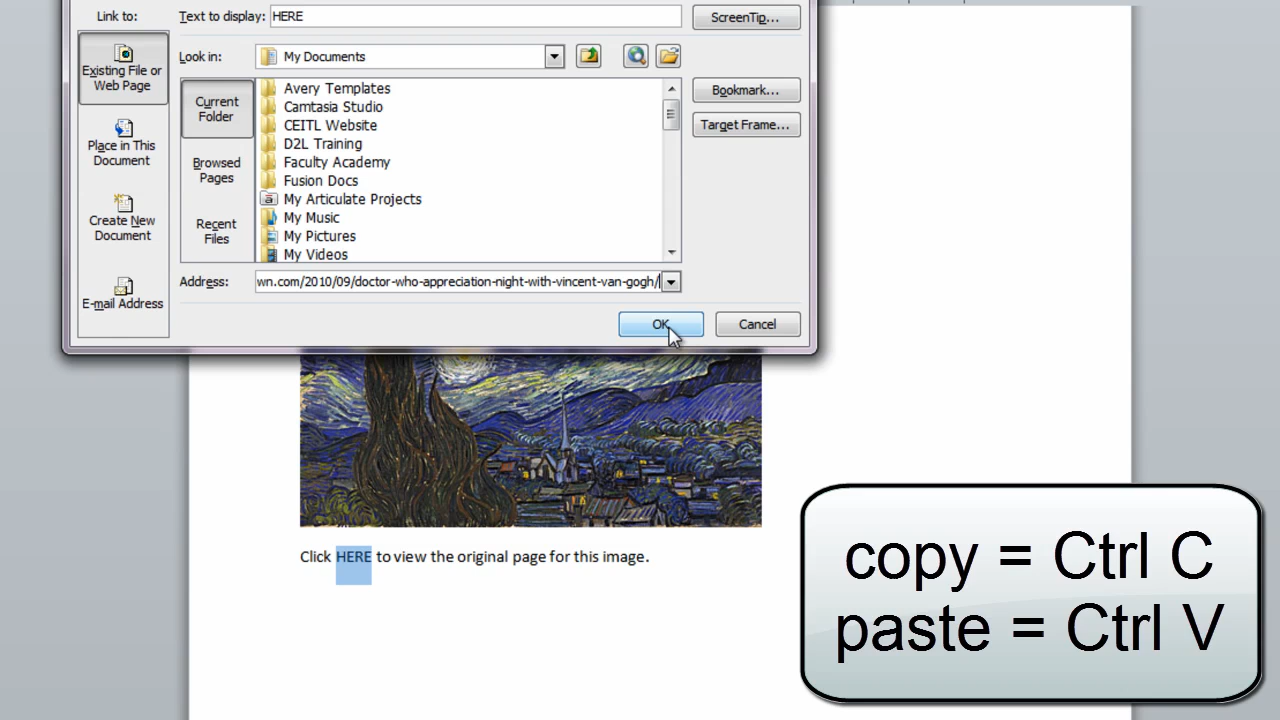 Link to:
Text to display: HERE
ScreenTip...
Existing File or
Web Page
Look in: My Documents
Current
Folder
Avery Templates
Camtasia Studio
CEITL Website
D2L Training
Faculty Academy
Fusion Docs
My Articulate Projects
My Music
My Pictures
My Videos
Bookmark...
Target Frame...
Place in This
Document
Browsed
Pages
Create New
Document
Recent
Files
E-mail Address
Address: wn.com/2010/09/doctor-who-appreciation-night-with-vincent-van-gogh/
OK
Cancel
Click HERE to view the original page for this image.
copy = Ctrl C
paste = Ctrl V